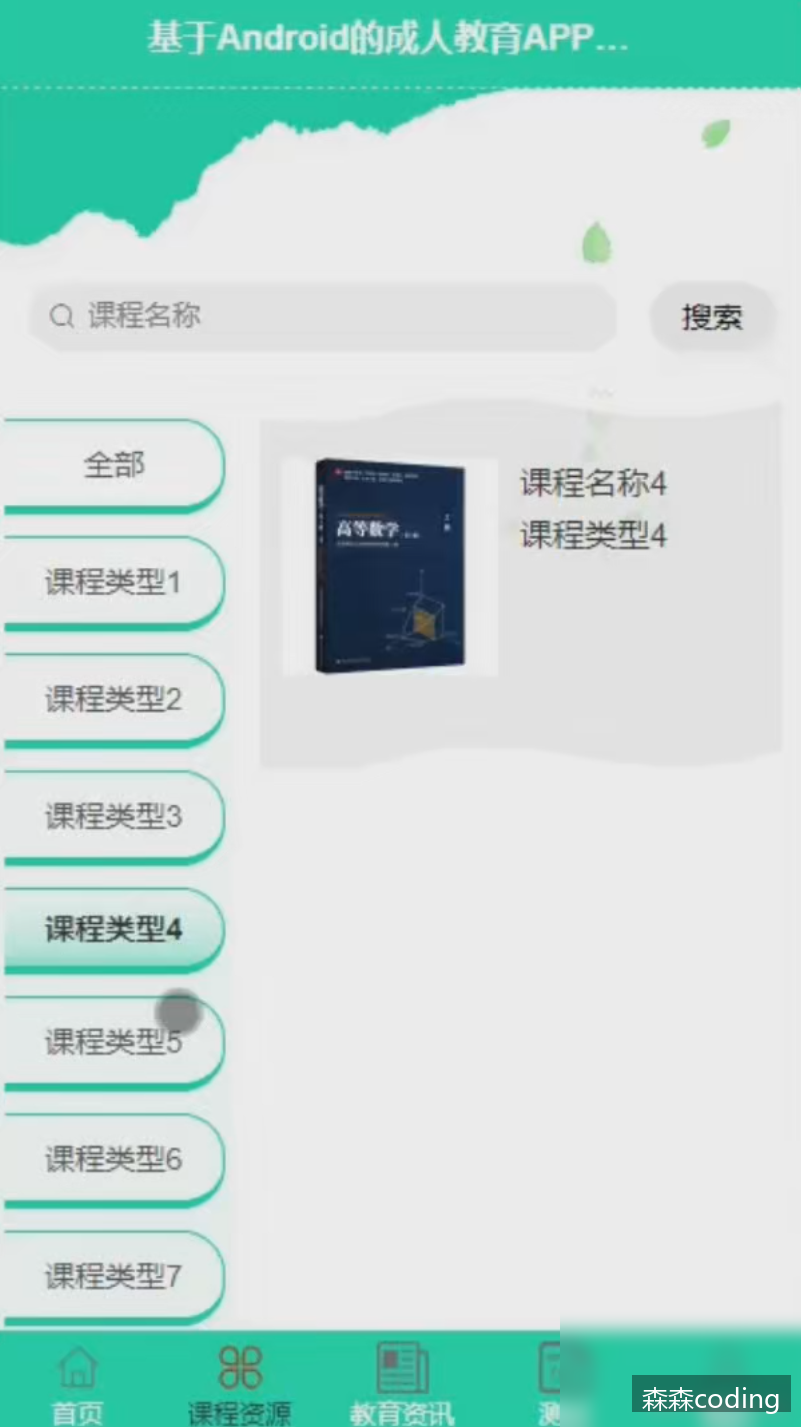 基于Android的成人教育APP...
课程名称
搜索
全部
课程类型1
课程类型2
课程类型3
课程类型4
课程类型5
课程类型6
课程类型7
高等数学
课程名称4
课程类型4
首页
课程资源
教育资讯
测
森森coding